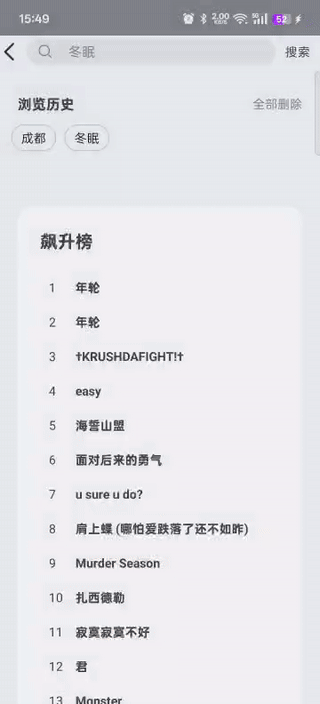 15:49
2.00 KB/s
5G
52
冬眠
搜索
浏览历史
全部删除
成都
冬眠
飙升榜
1 年轮
2 年轮
3 †KRUSHDAFIGHT!†
4 easy
5 海誓山盟
6 面对后来的勇气
7 u sure u do?
8 肩上蝶 (哪怕爱跌落了还不如昨)
9 Murder Season
10 扎西德勒
11 寂寞寂寞不好
12 君
13 Monster